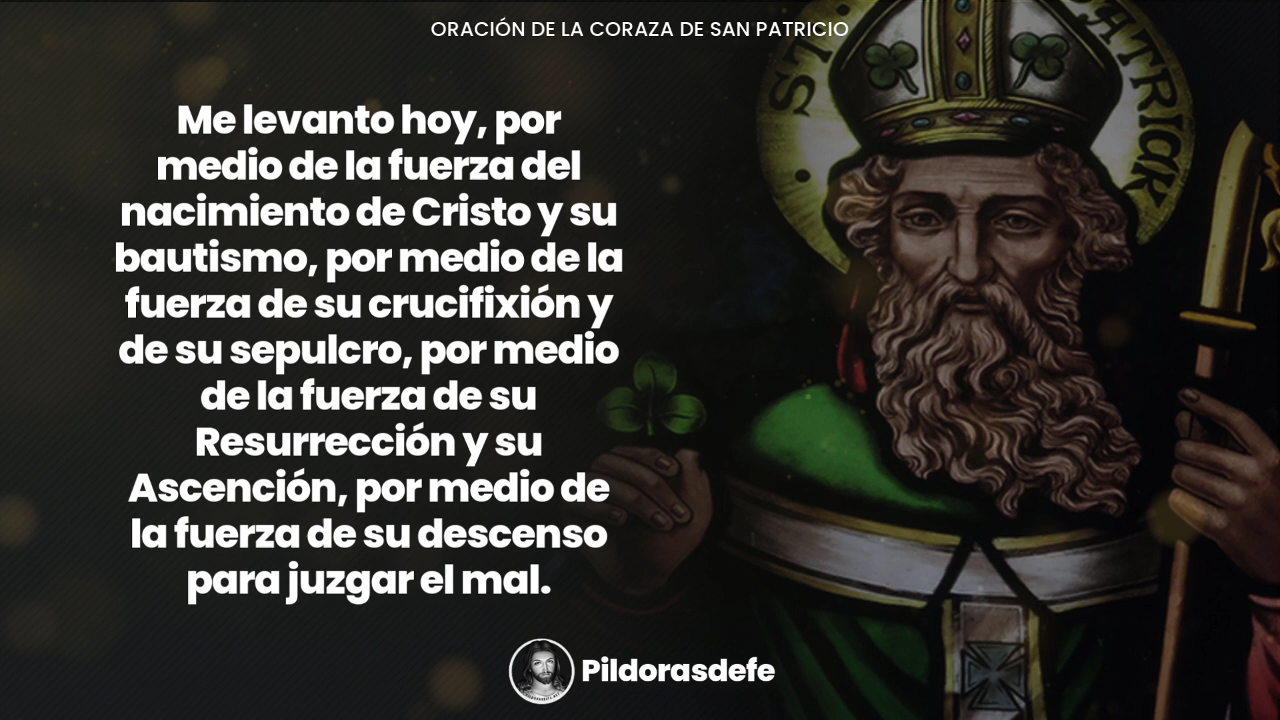 ORACIÓN DE LA CORAZA DE SAN PATRICIO
ST. PATRICK
Me levanto hoy, por
medio de la fuerza del
nacimiento de Cristo y su
bautismo, por medio de la
fuerza de su crucifixión y
de su sepulcro, por medio
de la fuerza de su
Resurrección y su
Ascención, por medio de
la fuerza de su descenso
para juzgar el mal.
Pildorasdefe